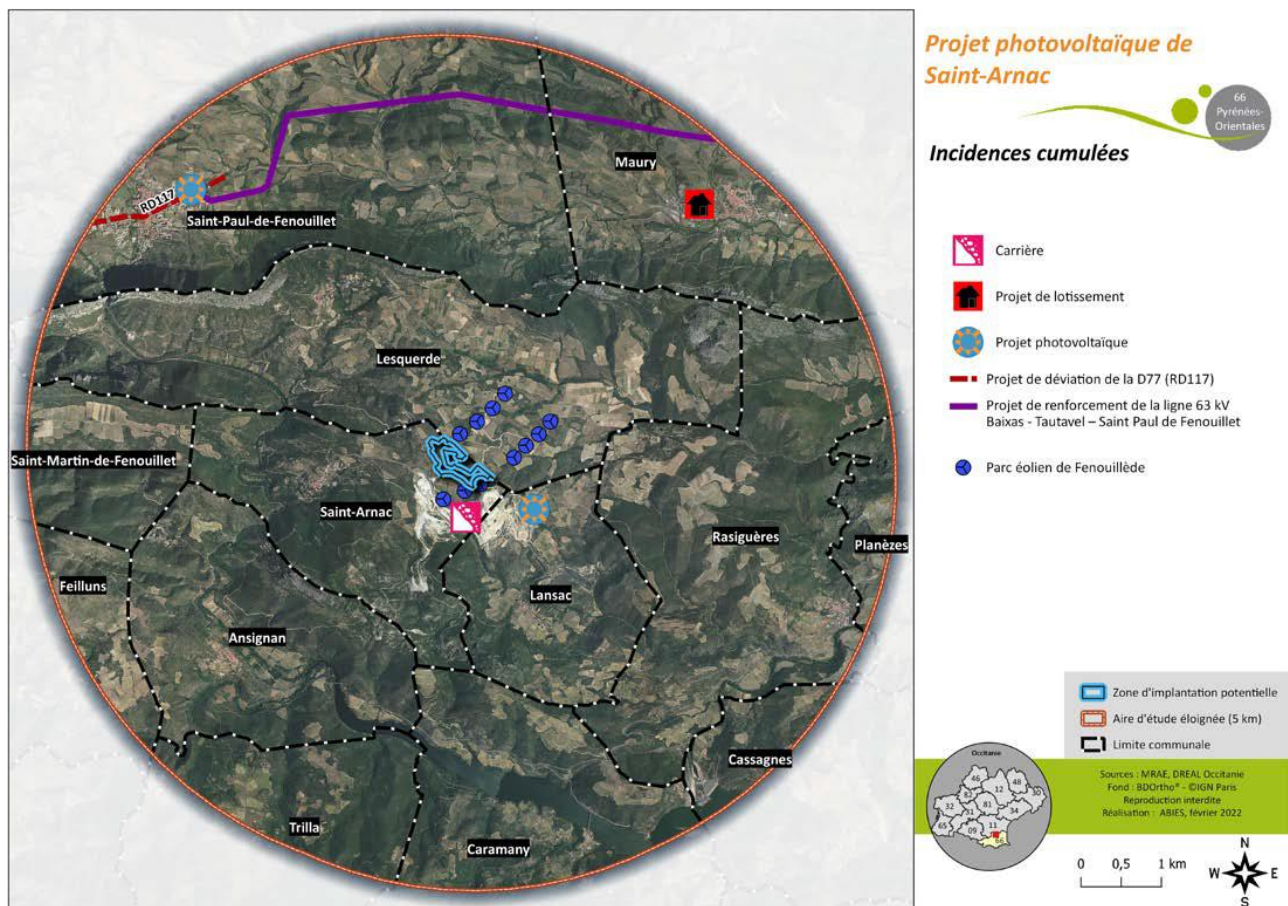 Projet photovoltaïque de
Saint-Arnac
66
Pyrénées-
Orientales
Incidences cumulées
Carrière
Projet de lotissement
Projet photovoltaïque
Projet de déviation de la D77 (RD117)
Projet de renforcement de la ligne 63 kV
Baixas - Tautavel – Saint Paul de Fenouillet
Parc éolien de Fenouillède
Maury
RD117
Saint-Paul-de-Fenouillet
Lesquerde
Saint-Martin-de-Fenouillet
Saint-Arnac
Rasiguères
Planèzes
Feilluns
Lansac
Ansignan
Cassagnes
Trilla
Caramany
Zone d'implantation potentielle
Aire d'étude éloignée (5 km)
Limite communale
Occitanie
46
48
12
82
30
32
81
34
31
65
09
11
66
Sources : MRAE, DREAL Occitanie
Fond : BDOrtho® - ©IGN Paris
Reproduction interdite
Réalisation : ABIES, février 2022
0 0,5 1 km
N
W E
S